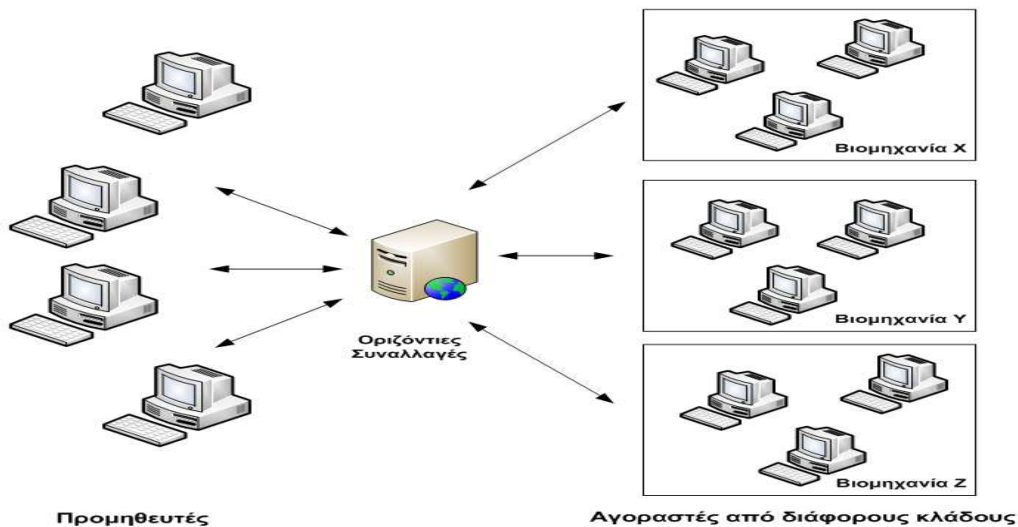 Βιομηχανία X
Βιομηχανία Y
Οριζόντιες
Συναλλαγές
Βιομηχανία Z
Προμηθευτές
Αγοραστές από διάφορους κλάδους